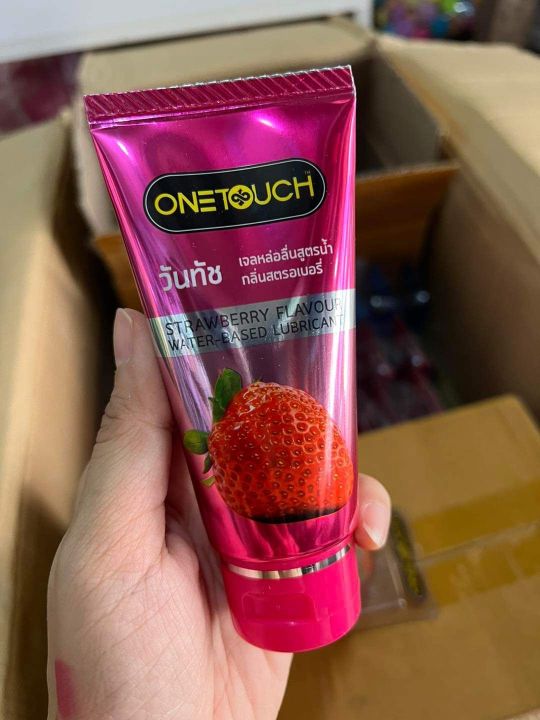 ONETOUCH™
วันทัช
เจลหล่อลื่นสูตรน้ำ
กลิ่นสตรอเบอรี่
STRAWBERRY FLAVOUR
WATER-BASED LUBRICANT